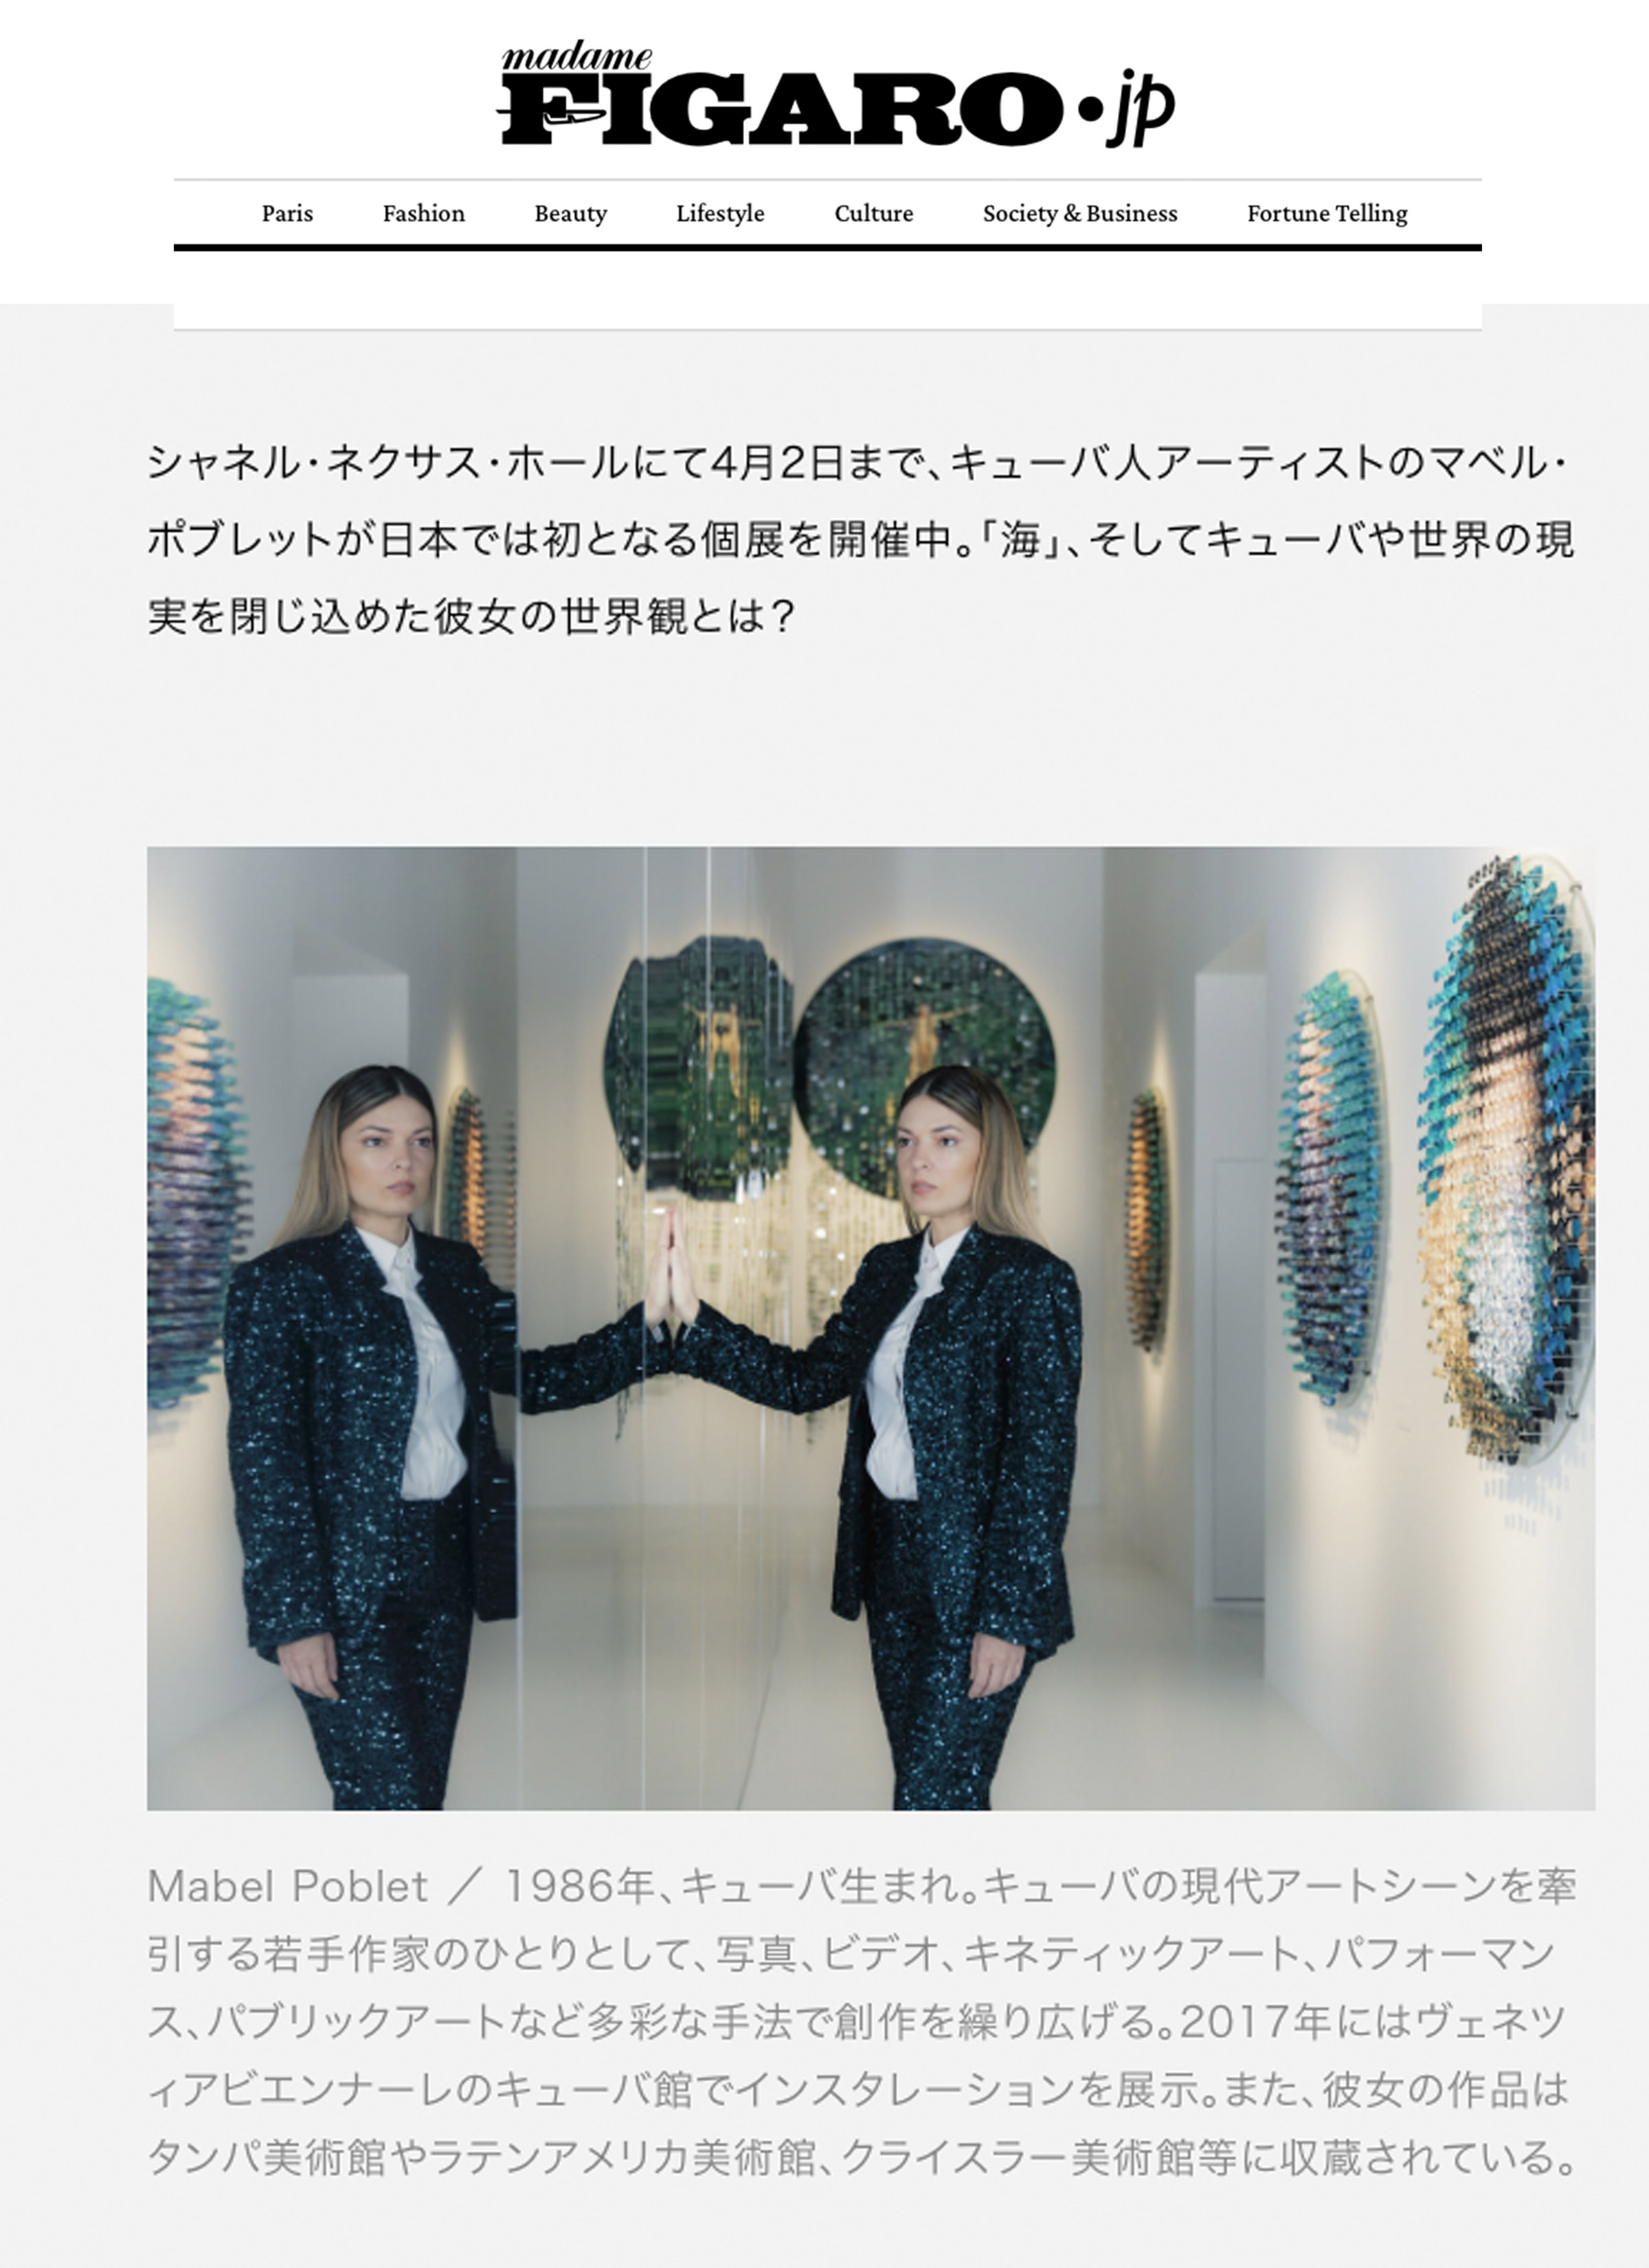 madame
FIGARO•jp
Paris Fashion Beauty Lifestyle Culture Society & Business Fortune Telling
シャネル・ネクサス・ホールにて4月2日まで、キューバ人アーティストのマベル・
ポブレットが日本では初となる個展を開催中。「海」、そしてキューバや世界の現
実を閉じ込めた彼女の世界観とは？
Mabel Poblet ／ 1986年、キューバ生まれ。キューバの現代アートシーンを牽
引する若手作家のひとりとして、写真、ビデオ、キネティックアート、パフォーマン
ス、パブリックアートなど多彩な手法で創作を繰り広げる。2017年にはヴェネツ
ィアビエンナーレのキューバ館でインスタレーションを展示。また、彼女の作品は
タンパ美術館やラテンアメリカ美術館、クライスラー美術館等に収蔵されている。